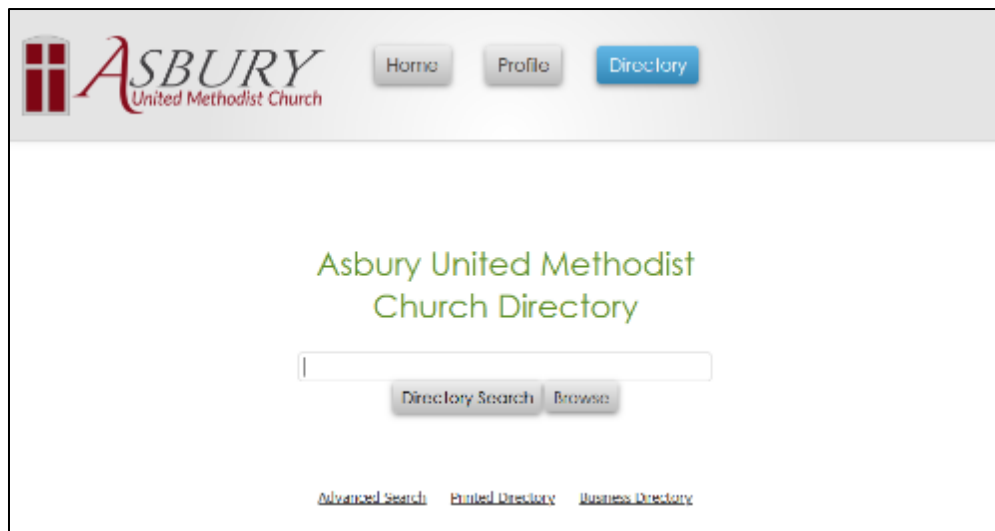 ASBURY
United Methodist Church
Home Profile Directory
Asbury United Methodist
Church Directory
Directory Search Browse
Advanced Search Printed Directory Business Directory